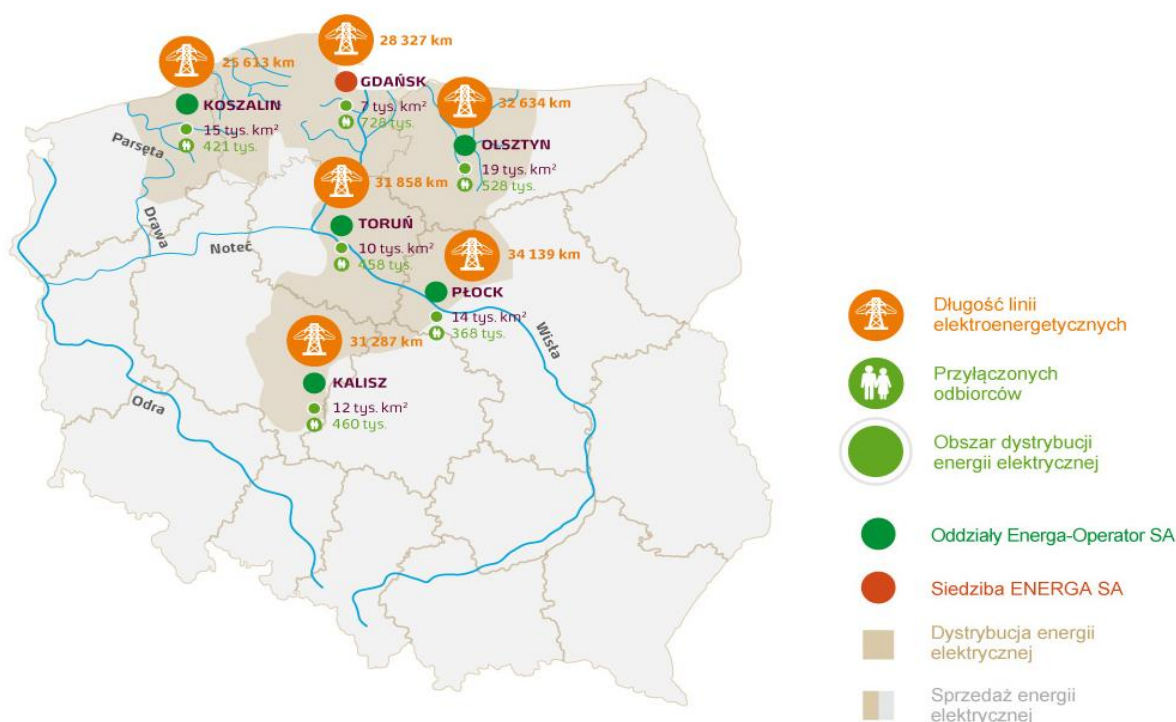 28 327 km
25 613 km
GDAŃSK
7 tys. km²
728 tys.
32 634 km
KOSZALIN
15 tys. km²
421 tys.
Parsęta
OLSZTYN
19 tys. km²
528 tys.
31 858 km
Drawa
TORUŃ
10 tys. km²
458 tys.
Noteć
34 139 km
PŁOCK
14 tys. km²
368 tys.
Wisła
31 287 km
KALISZ
12 tys. km²
460 tys.
Odra
Długość linii
elektroenergetycznych
Przyłączonych
odbiorców
Obszar dystrybucji
energii elektrycznej
Oddziały Energa-Operator SA
Siedziba ENERGA SA
Dystrybucja energii
elektrycznej
Sprzedaż energii
elektrycznej